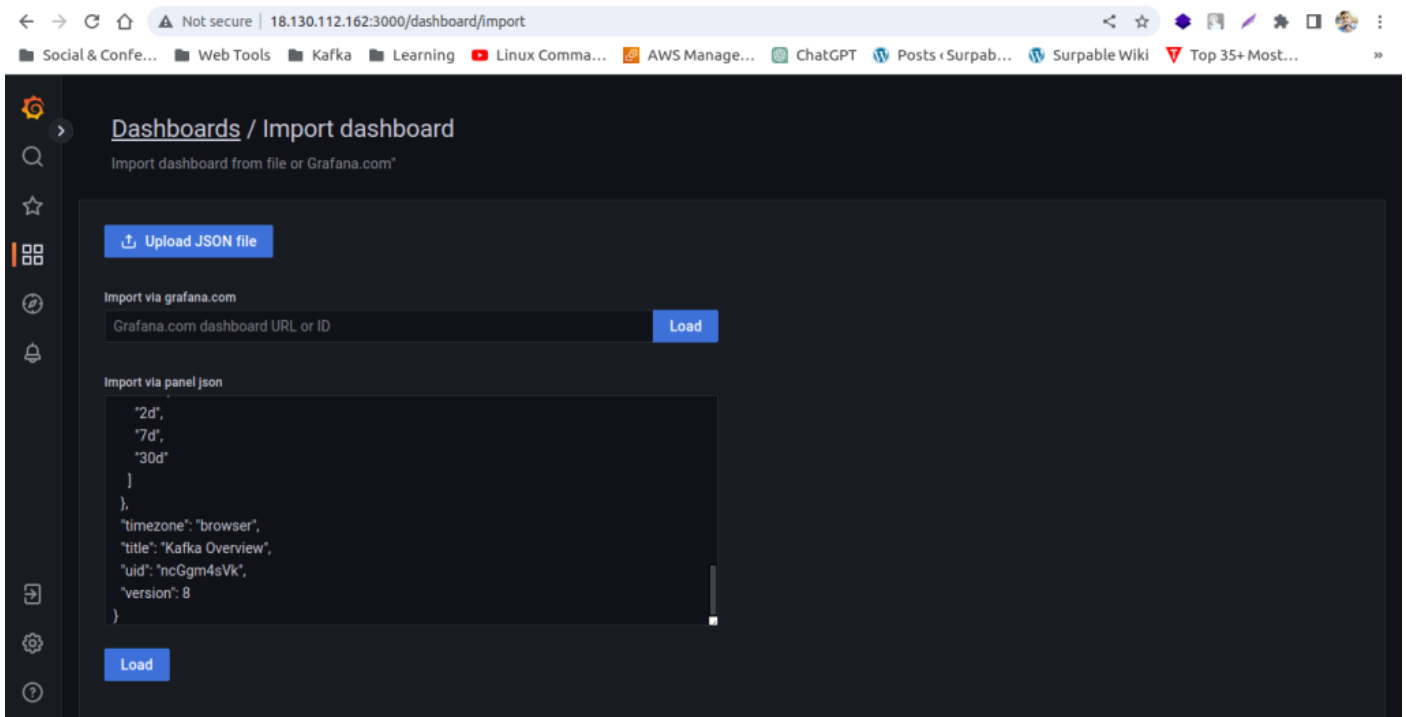 Not secure | 18.130.112.162:3000/dashboard/import
Social & Confe... Web Tools Kafka Learning Linux Comma... AWS Manage... ChatGPT Posts ‹ Surpab... Surpable Wiki Top 35+ Most... »
Dashboards / Import dashboard
Import dashboard from file or Grafana.com"
Upload JSON file
Import via grafana.com
Grafana.com dashboard URL or ID Load
Import via panel json
"2d",
"7d",
"30d"
]
},
"timezone": "browser",
"title": "Kafka Overview",
"uid": "ncGgm4sVk",
"version": 8
}
Load